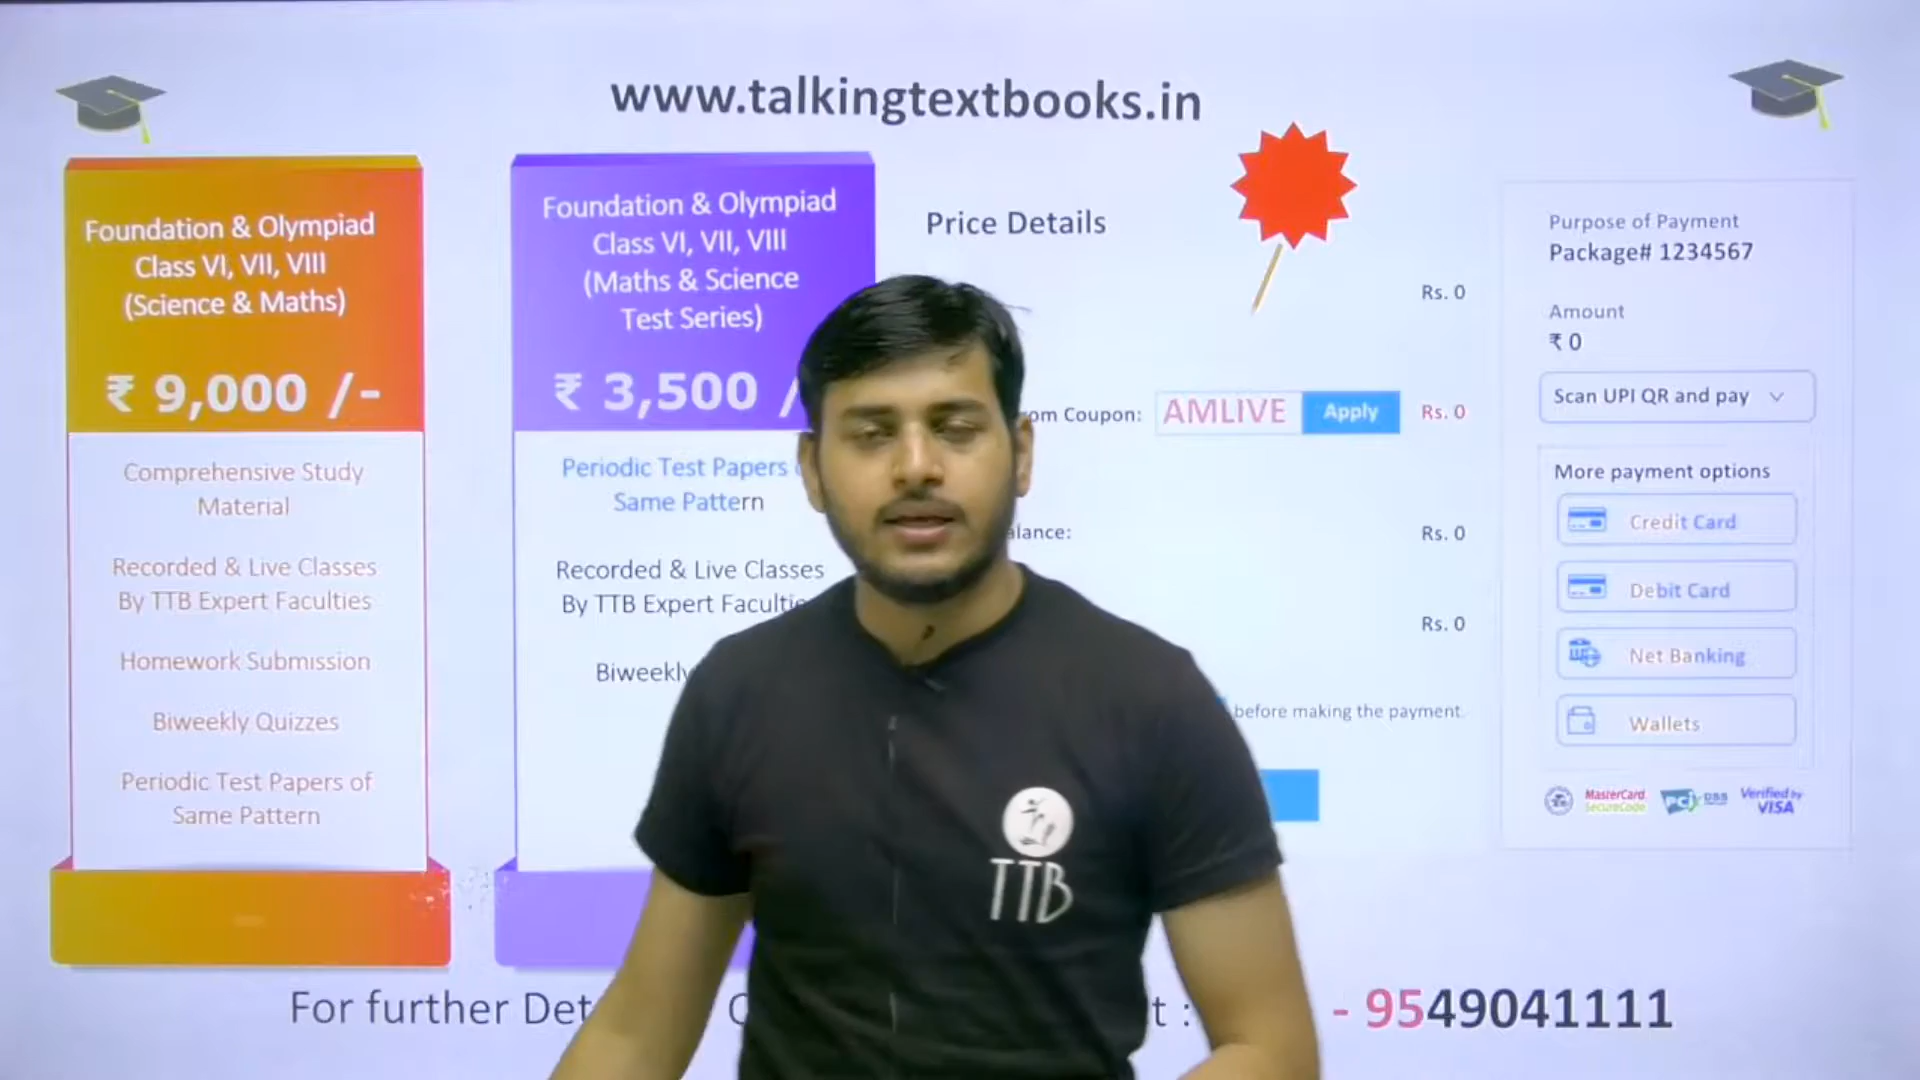 www.talkingtextbooks.in
Foundation & Olympiad
Class VI, VII, VIII
(Science & Maths)
₹ 9,000 /-
Comprehensive Study
Material
Recorded & Live Classes
By TTB Expert Faculties
Homework Submission
Biweekly Quizzes
Periodic Test Papers of
Same Pattern
Foundation & Olympiad
Class VI, VII, VIII
(Maths & Science
Test Series)
₹ 3,500 /
Periodic Test Papers
Same Pattern
Recorded & Live Classes
By TTB Expert
Biweekly
Price Details
Rs. 0
Coupon: AMLIVE Apply Rs. 0
Rs. 0
Rs. 0
before making the payment.
Purpose of Payment
Package# 1234567
Amount
₹ 0
Scan UPI QR and pay
More payment options
Credit Card
Debit Card
Net Banking
Wallets
MasterCard
SecureCode
PCI DSS
Verified by
VISA
TTB
For further
- 9549041111